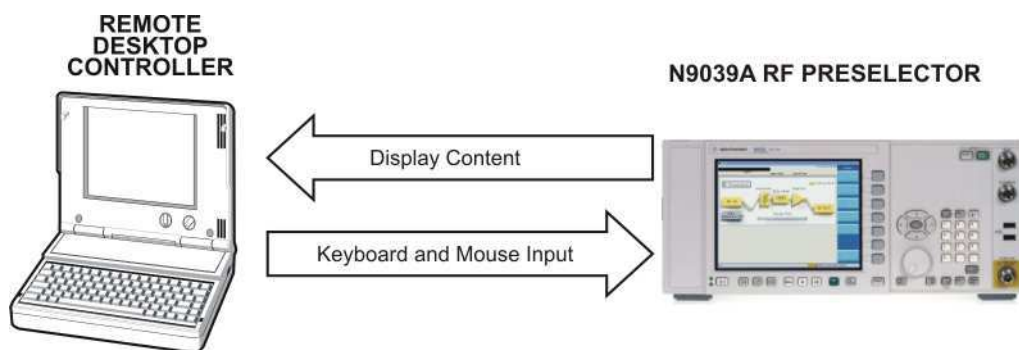 REMOTE
DESKTOP
CONTROLLER
N9039A RF PRESELECTOR
Display Content
Keyboard and Mouse Input